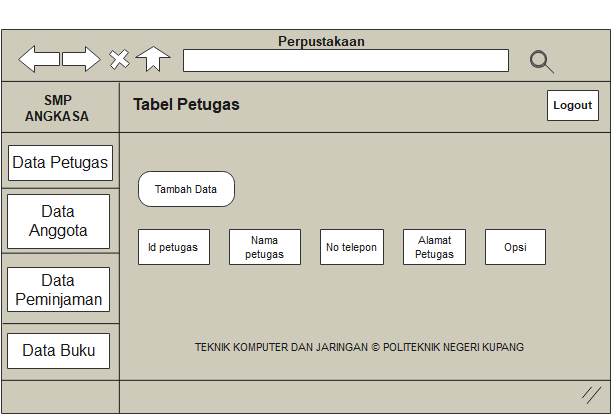 Perpustakaan
SMP
ANGKASA
Tabel Petugas
Logout
Data Petugas
Data
Anggota
Data
Peminjaman
Data Buku
Tambah Data
Id petugas
Nama
petugas
No telepon
Alamat
Petugas
Opsi
TEKNIK KOMPUTER DAN JARINGAN © POLITEKNIK NEGERI KUPANG